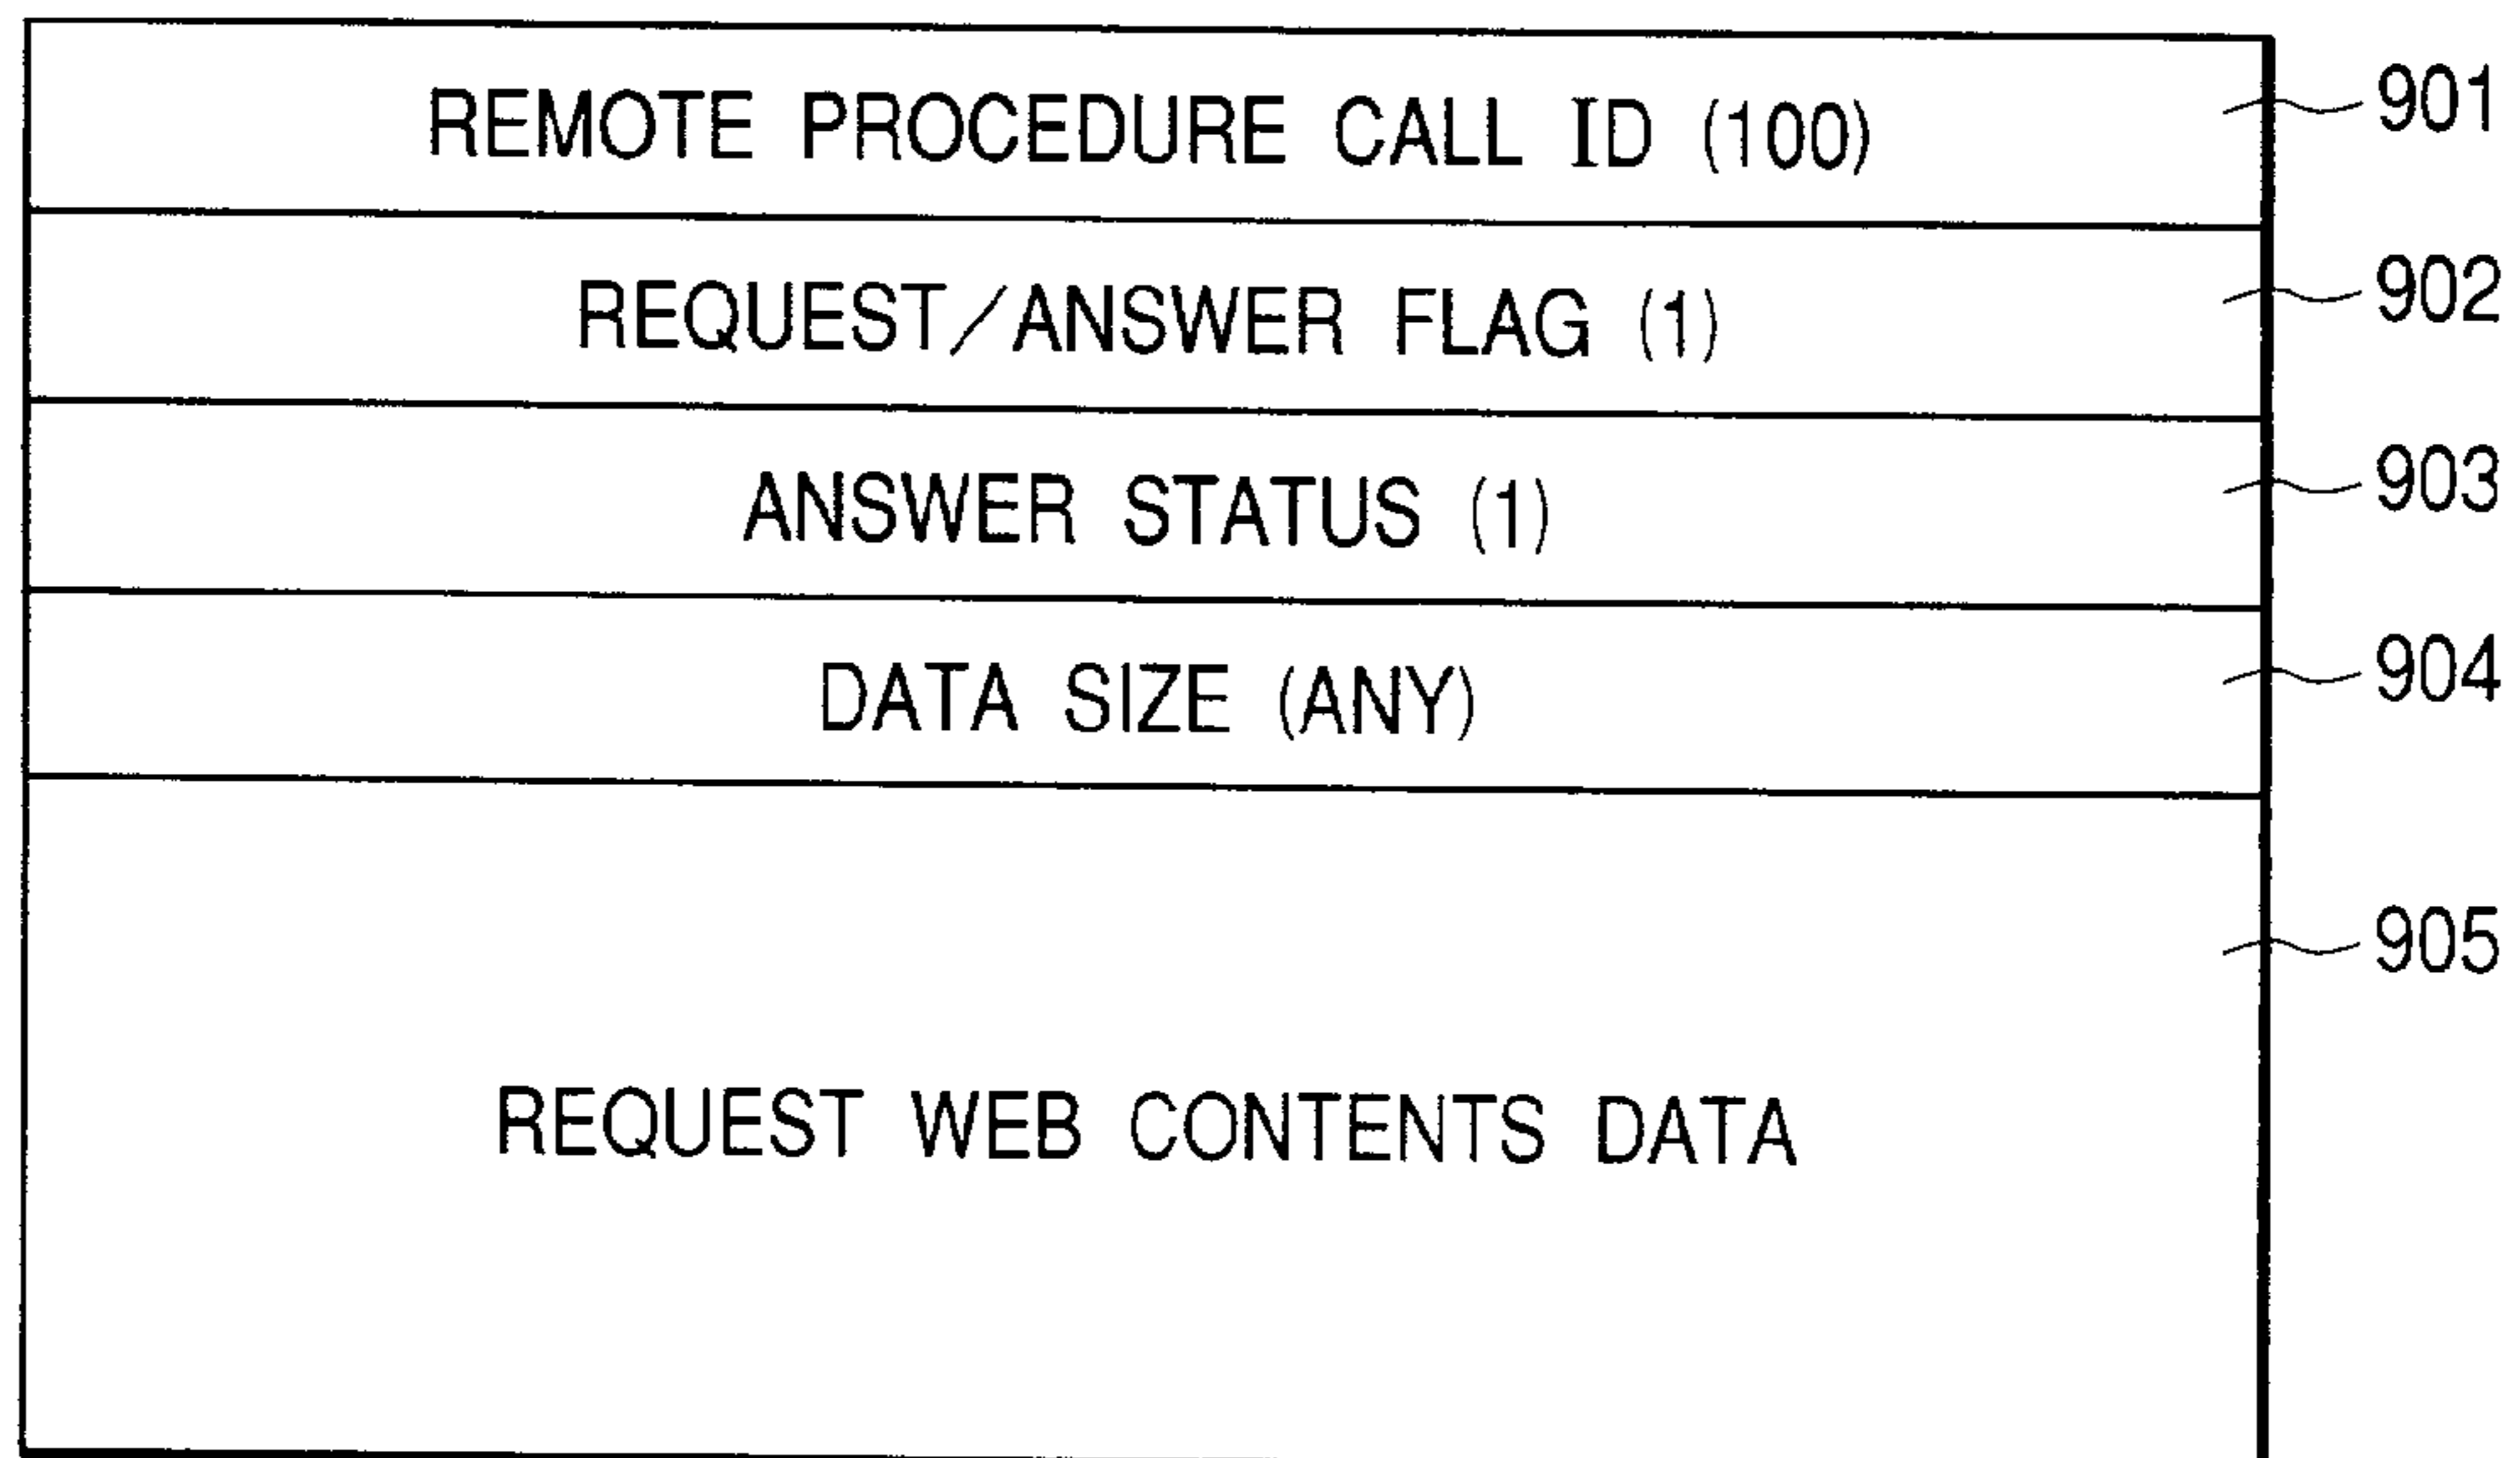 REMOTE PROCEDURE CALL ID (100) 901
REQUEST/ANSWER FLAG (1) 902
ANSWER STATUS (1) 903
DATA SIZE (ANY) 904
905
REQUEST WEB CONTENTS DATA